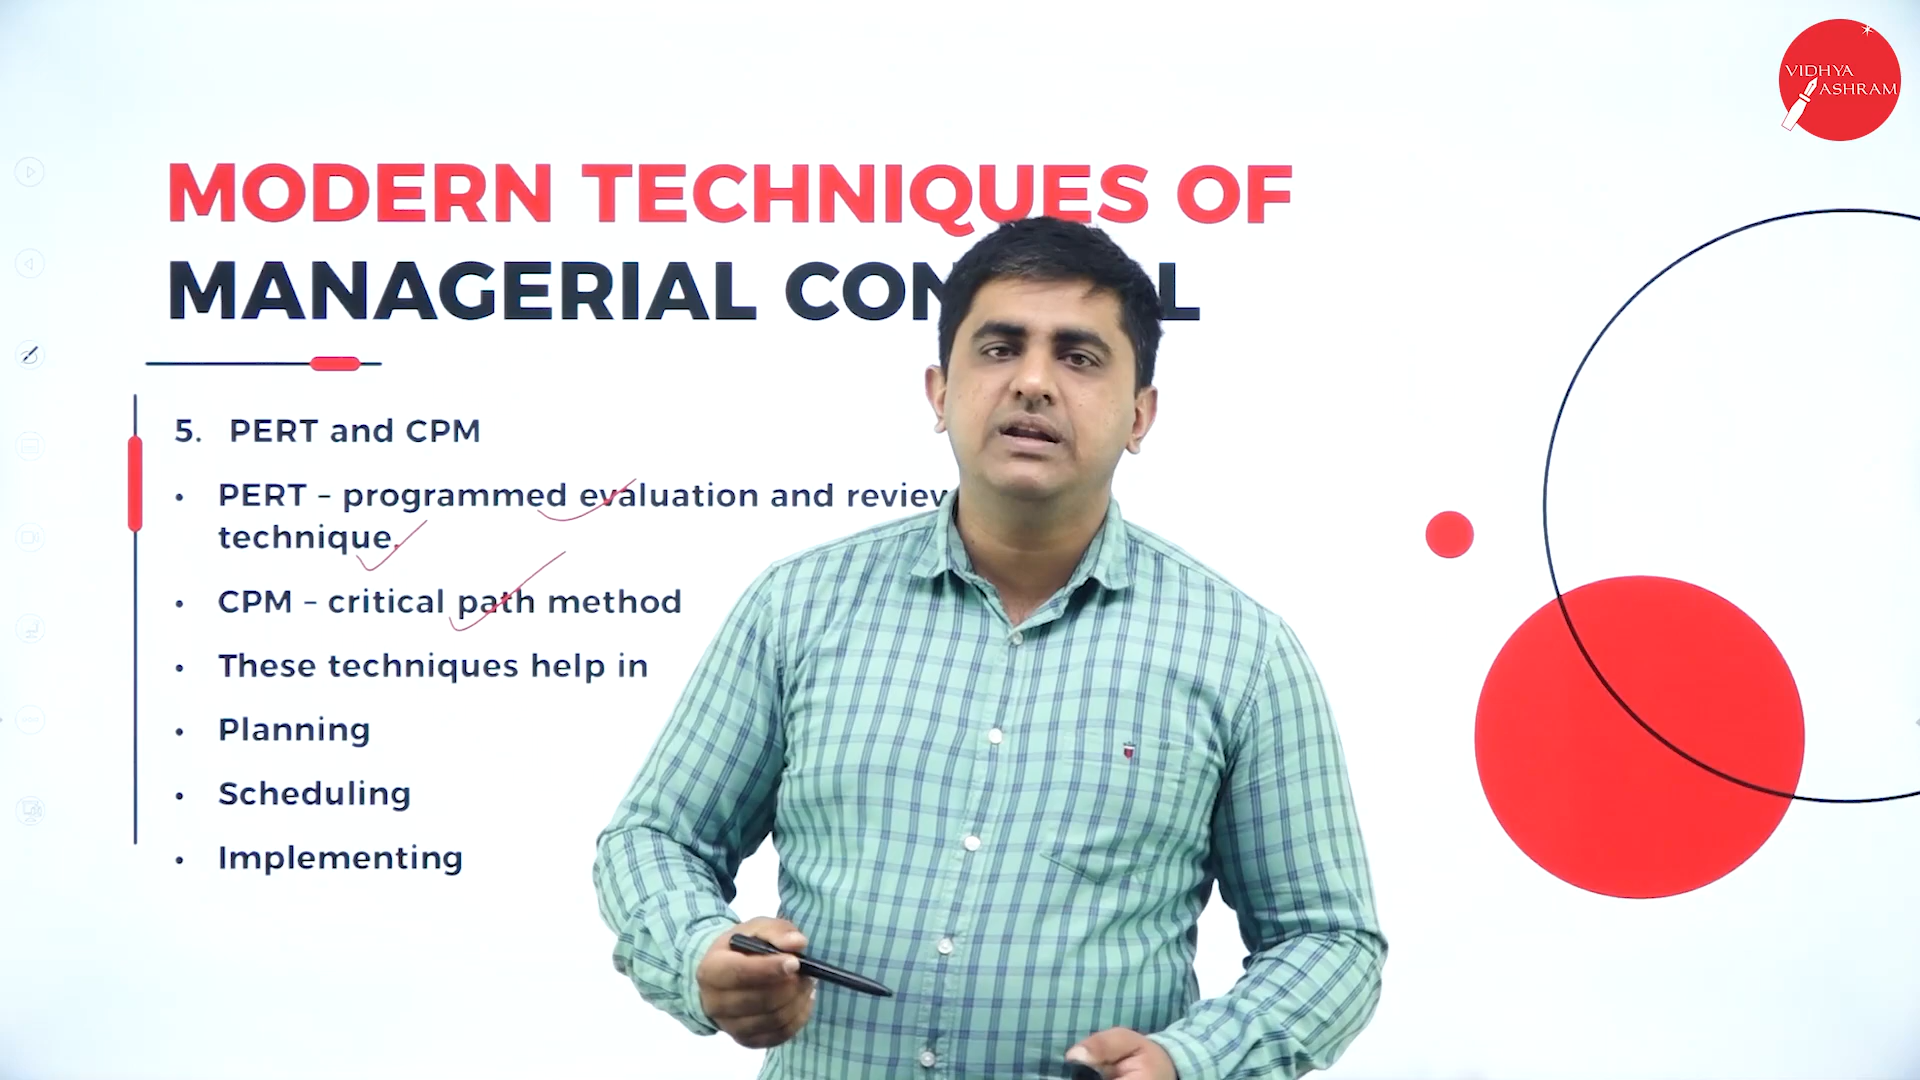 VIDHYA
ASHRAM
MODERN TECHNIQUES OF
MANAGERIAL
5. PERT and CPM
• PERT – programmed evaluation and review
technique.
• CPM – critical path method
• These techniques help in
• Planning
• Scheduling
• Implementing